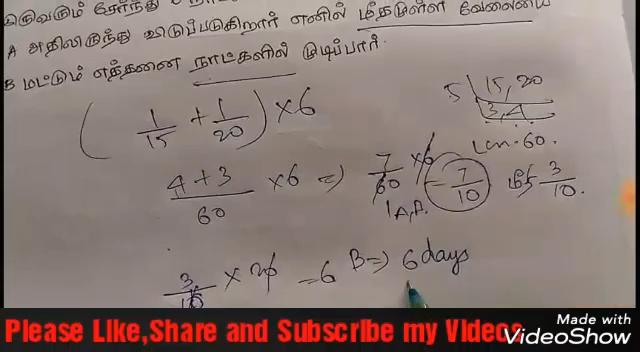 இருவரும் சேர்ந்து
A அதிலிருந்து விடுபடுகிறார் எனில் மீதமுள்ள வேலையை
B மட்டும் எத்தனை நாட்களில் முடிப்பார்.
( 1/15 + 1/20 ) × 6
5 | 15, 20
3, 4
Lcm - 60.
4 + 3 / 60 × 6 ⇒ 7/60 × 6 = 7/10 மீதி 3/10.
3/10 × 20 = 6 B ⇒ 6 days
Please Like,Share and Subscribe my Videos
Made with
VideoShow